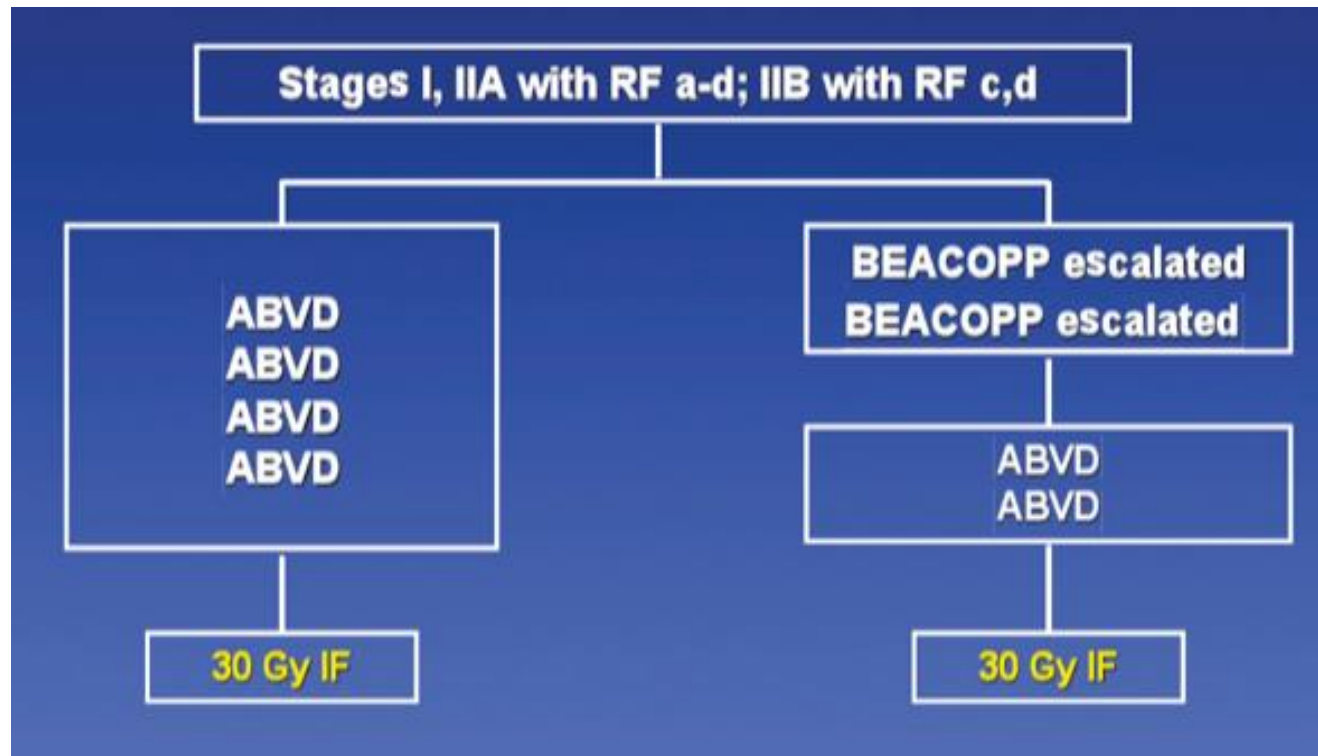 Stages I, IIA with RF a-d; IIB with RF c,d
ABVD
ABVD
ABVD
ABVD
30 Gy IF
BEACOPP escalated
BEACOPP escalated
ABVD
ABVD
30 Gy IF